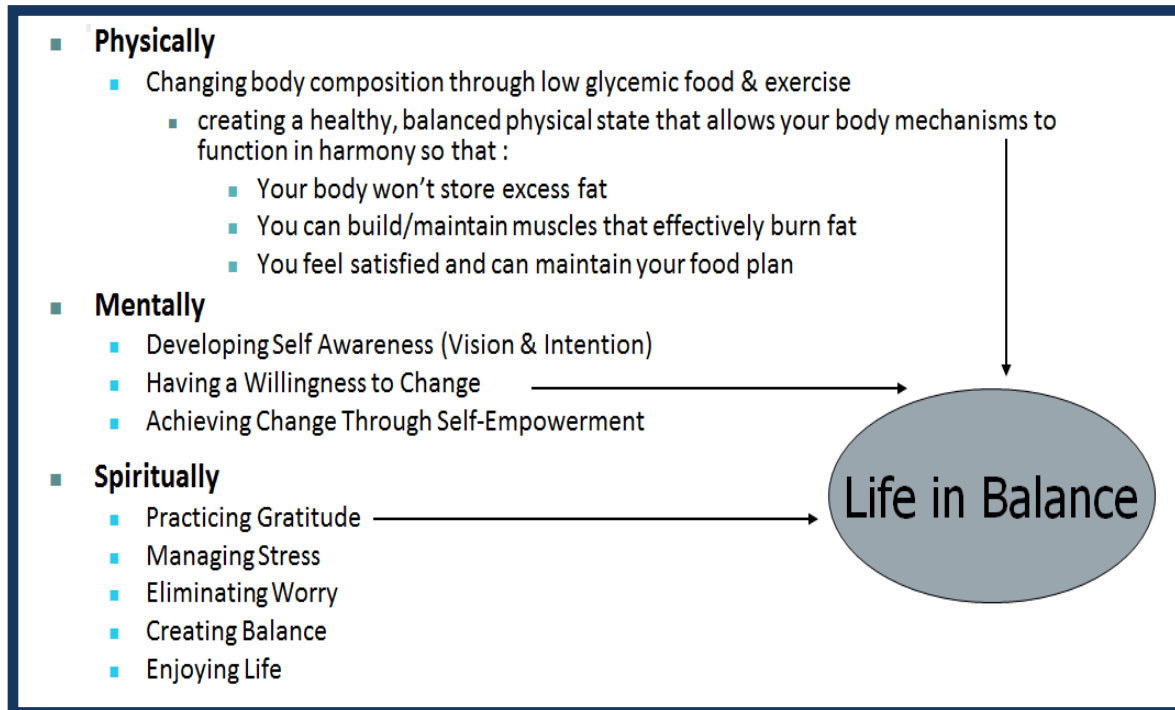 Physically
Changing body composition through low glycemic food & exercise
creating a healthy, balanced physical state that allows your body mechanisms to
function in harmony so that :
Your body won’t store excess fat
You can build/maintain muscles that effectively burn fat
You feel satisfied and can maintain your food plan
Mentally
Developing Self Awareness (Vision & Intention)
Having a Willingness to Change
Achieving Change Through Self-Empowerment
Spiritually
Practicing Gratitude
Managing Stress
Eliminating Worry
Creating Balance
Enjoying Life
Life in Balance